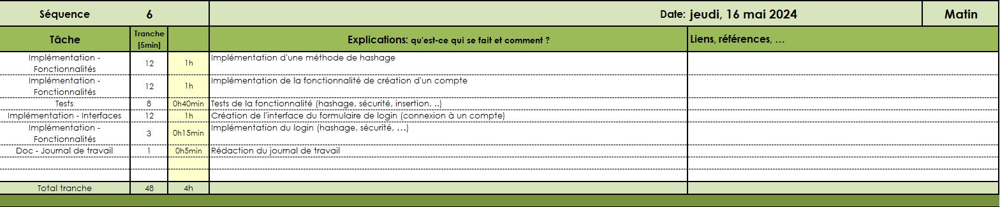 Séquence 6 Date: jeudi, 16 mai 2024 Matin
Tâche Tranche [5min] Explications: qu'est-ce qui se fait et comment ? Liens, références, …
Implémentation - Fonctionnalités 12 1h Implémentation d'une méthode de hashage
Implémentation - Fonctionnalités 12 1h Implémentation de la fonctionnalité de création d'un compte
Tests 8 0h40min Tests de la fonctionnalité (hashage, sécurité, insertion, ..)
Implémentation - Interfaces 12 1h Création de l'interface du formulaire de login (connexion à un compte)
Implémentation - Fonctionnalités 3 0h15min Implémentation du login (hashage, sécurité, …)
Doc - Journal de travail 1 0h5min Rédaction du journal de travail
Total tranche 48 4h